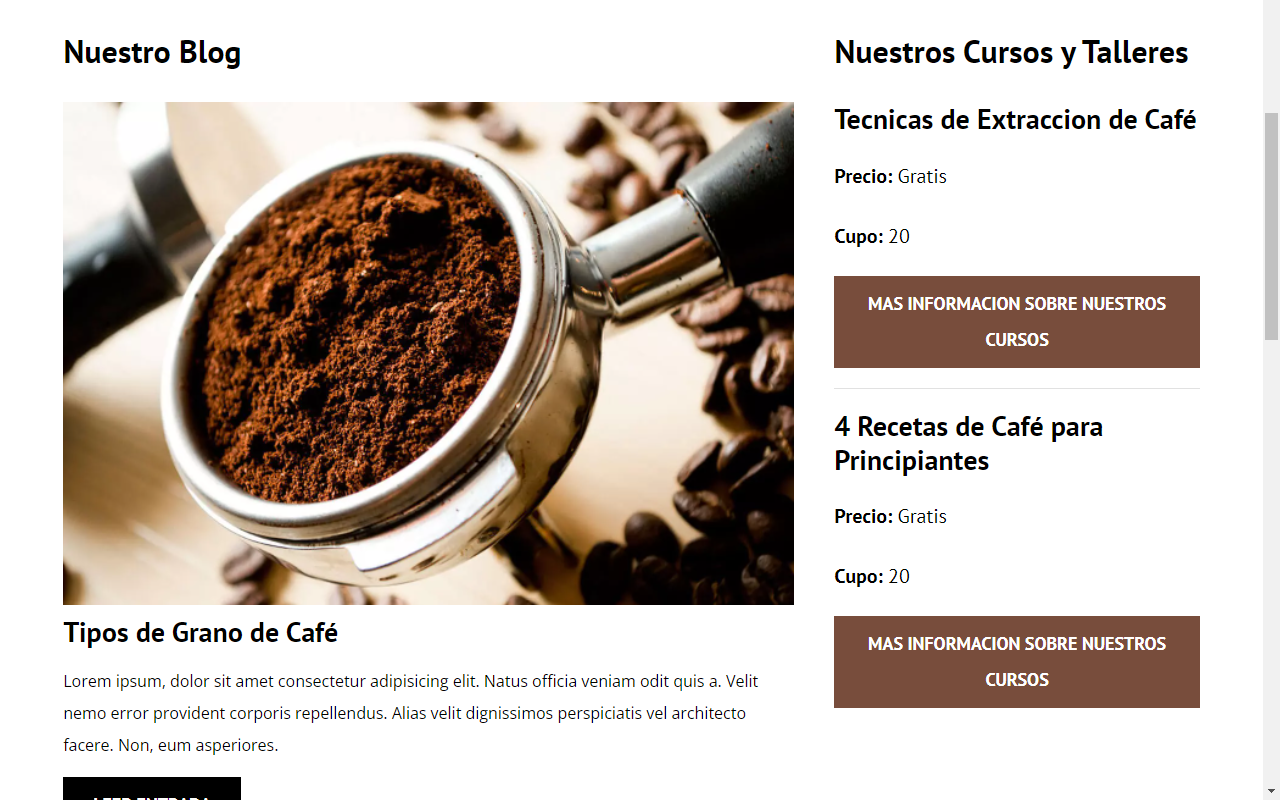 Nuestro Blog
Tipos de Grano de Café
Lorem ipsum, dolor sit amet consectetur adipisicing elit. Natus officia veniam odit quis a. Velit
nemo error provident corporis repellendus. Alias velit dignissimos perspiciatis vel architecto
facere. Non, eum asperiores.
LEER ENTRADA
Nuestros Cursos y Talleres
Tecnicas de Extraccion de Café
Precio: Gratis
Cupo: 20
MAS INFORMACION SOBRE NUESTROS
CURSOS
4 Recetas de Café para
Principiantes
Precio: Gratis
Cupo: 20
MAS INFORMACION SOBRE NUESTROS
CURSOS